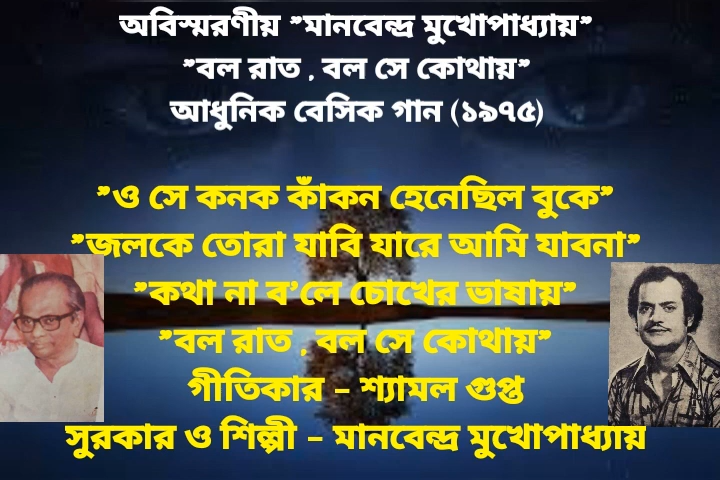 অবিস্মরণীয় "মানবেন্দ্র মুখোপাধ্যায়"
"বল রাত , বল সে কোথায়"
আধুনিক বেসিক গান (১৯৭৫)
"ও সে কনক কাঁকন হেনেছিল বুকে"
"জলকে তোরা যাবি যারে আমি যাবনা"
"কথা না ব'লে চোখের ভাষায়"
"বল রাত , বল সে কোথায়"
গীতিকার - শ্যামল গুপ্ত
সুরকার ও শিল্পী - মানবেন্দ্র মুখোপাধ্যায়